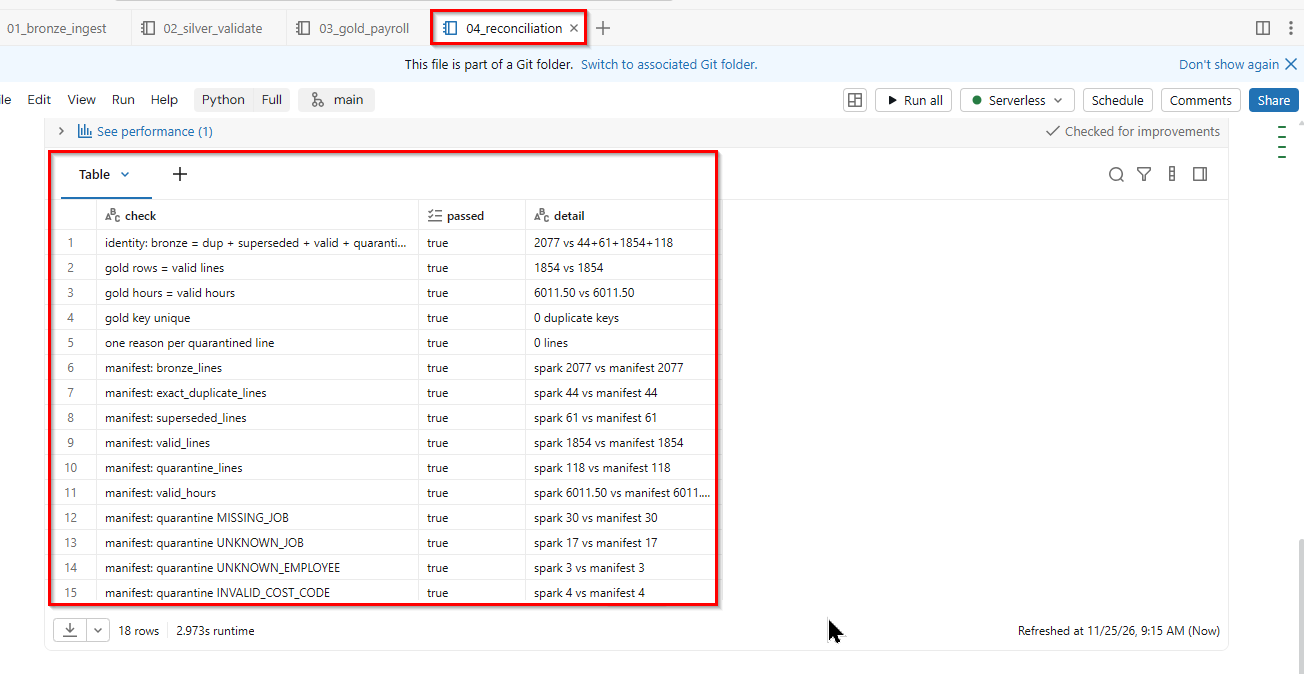 01_bronze_ingest 02_silver_validate 03_gold_payroll 04_reconciliation
This file is part of a Git folder. Switch to associated Git folder. Don't show again
le Edit View Run Help Python Full main Run all Serverless Schedule Comments Share
See performance (1) Checked for improvements
Table
check passed detail
1 identity: bronze = dup + superseded + valid + quaranti... true 2077 vs 44+61+1854+118
2 gold rows = valid lines true 1854 vs 1854
3 gold hours = valid hours true 6011.50 vs 6011.50
4 gold key unique true 0 duplicate keys
5 one reason per quarantined line true 0 lines
6 manifest: bronze_lines true spark 2077 vs manifest 2077
7 manifest: exact_duplicate_lines true spark 44 vs manifest 44
8 manifest: superseded_lines true spark 61 vs manifest 61
9 manifest: valid_lines true spark 1854 vs manifest 1854
10 manifest: quarantine_lines true spark 118 vs manifest 118
11 manifest: valid_hours true spark 6011.50 vs manifest 6011....
12 manifest: quarantine MISSING_JOB true spark 30 vs manifest 30
13 manifest: quarantine UNKNOWN_JOB true spark 17 vs manifest 17
14 manifest: quarantine UNKNOWN_EMPLOYEE true spark 3 vs manifest 3
15 manifest: quarantine INVALID_COST_CODE true spark 4 vs manifest 4
18 rows 2.973s runtime Refreshed at 11/25/26, 9:15 AM (Now)